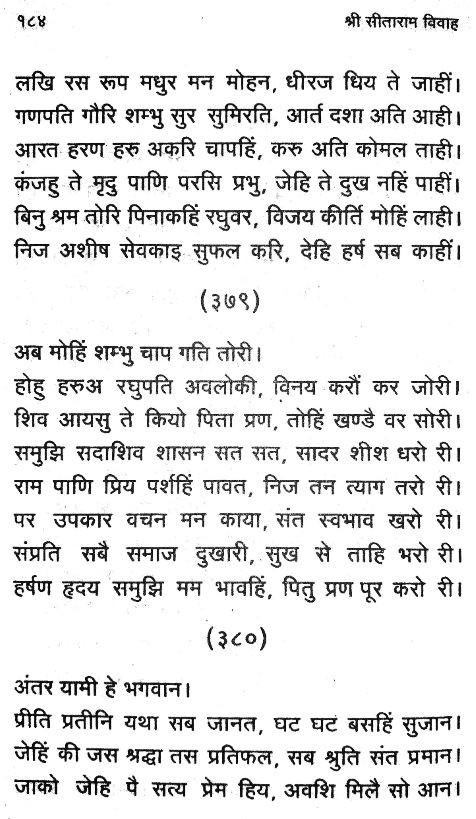 १८४ श्री सीताराम विवाह
लखि रस रूप मधुर मन मोहन, धीरज धिय ते जाहीं।
गणपति गौरि शम्भु सुर सुमिरति, आर्त दशा अति आही।
आरत हरण हरु अकरि चापहिं, करु अति कोमल ताही।
कंजहु ते मृदु पाणि परसि प्रभु, जेहि ते दुख नहिं पाहीं।
बिनु श्रम तोरि पिनाकहिं रघुवर, विजय कीर्ति मोहिं लाही।
निज अशीष सेवकाइ सुफल करि, देहि हर्ष सब काहीं।
(३७९)
अब मोहिं शम्भु चाप गति तोरी।
होहु हरुअ रघुपति अवलोकी, विनय करौं कर जोरी।
शिव आयसु ते कियो पिता प्रण, तोहिं खण्डै वर सोरी।
समुझि सदाशिव शासन सत सत, सादर शीश धरो री।
राम पाणि प्रिय पर्शहिं पावत, निज तन त्याग तरो री।
पर उपकार वचन मन काया, संत स्वभाव खरो री।
संप्रति सबै समाज दुखारी, सुख से ताहि भरो री।
हर्षण हृदय समुझि मम भावहिं, पितु प्रण पूर करो री।
(३८०)
अंतर यामी हे भगवान।
प्रीति प्रतीनि यथा सब जानत, घट घट बसहिं सुजान।
जेहिं की जस श्रद्धा तस प्रतिफल, सब श्रुति संत प्रमान।
जाको जेहि पै सत्य प्रेम हिय, अवशि मिलै सो आन।